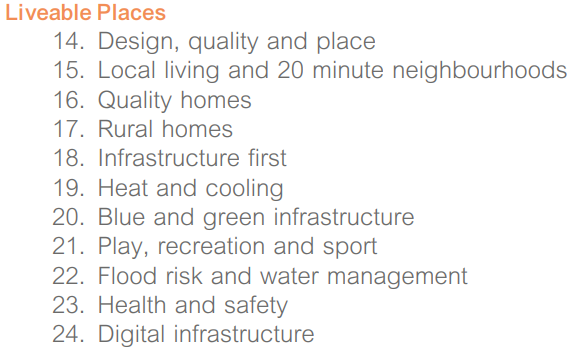 Liveable Places
14. Design, quality and place
15. Local living and 20 minute neighbourhoods
16. Quality homes
17. Rural homes
18. Infrastructure first
19. Heat and cooling
20. Blue and green infrastructure
21. Play, recreation and sport
22. Flood risk and water management
23. Health and safety
24. Digital infrastructure